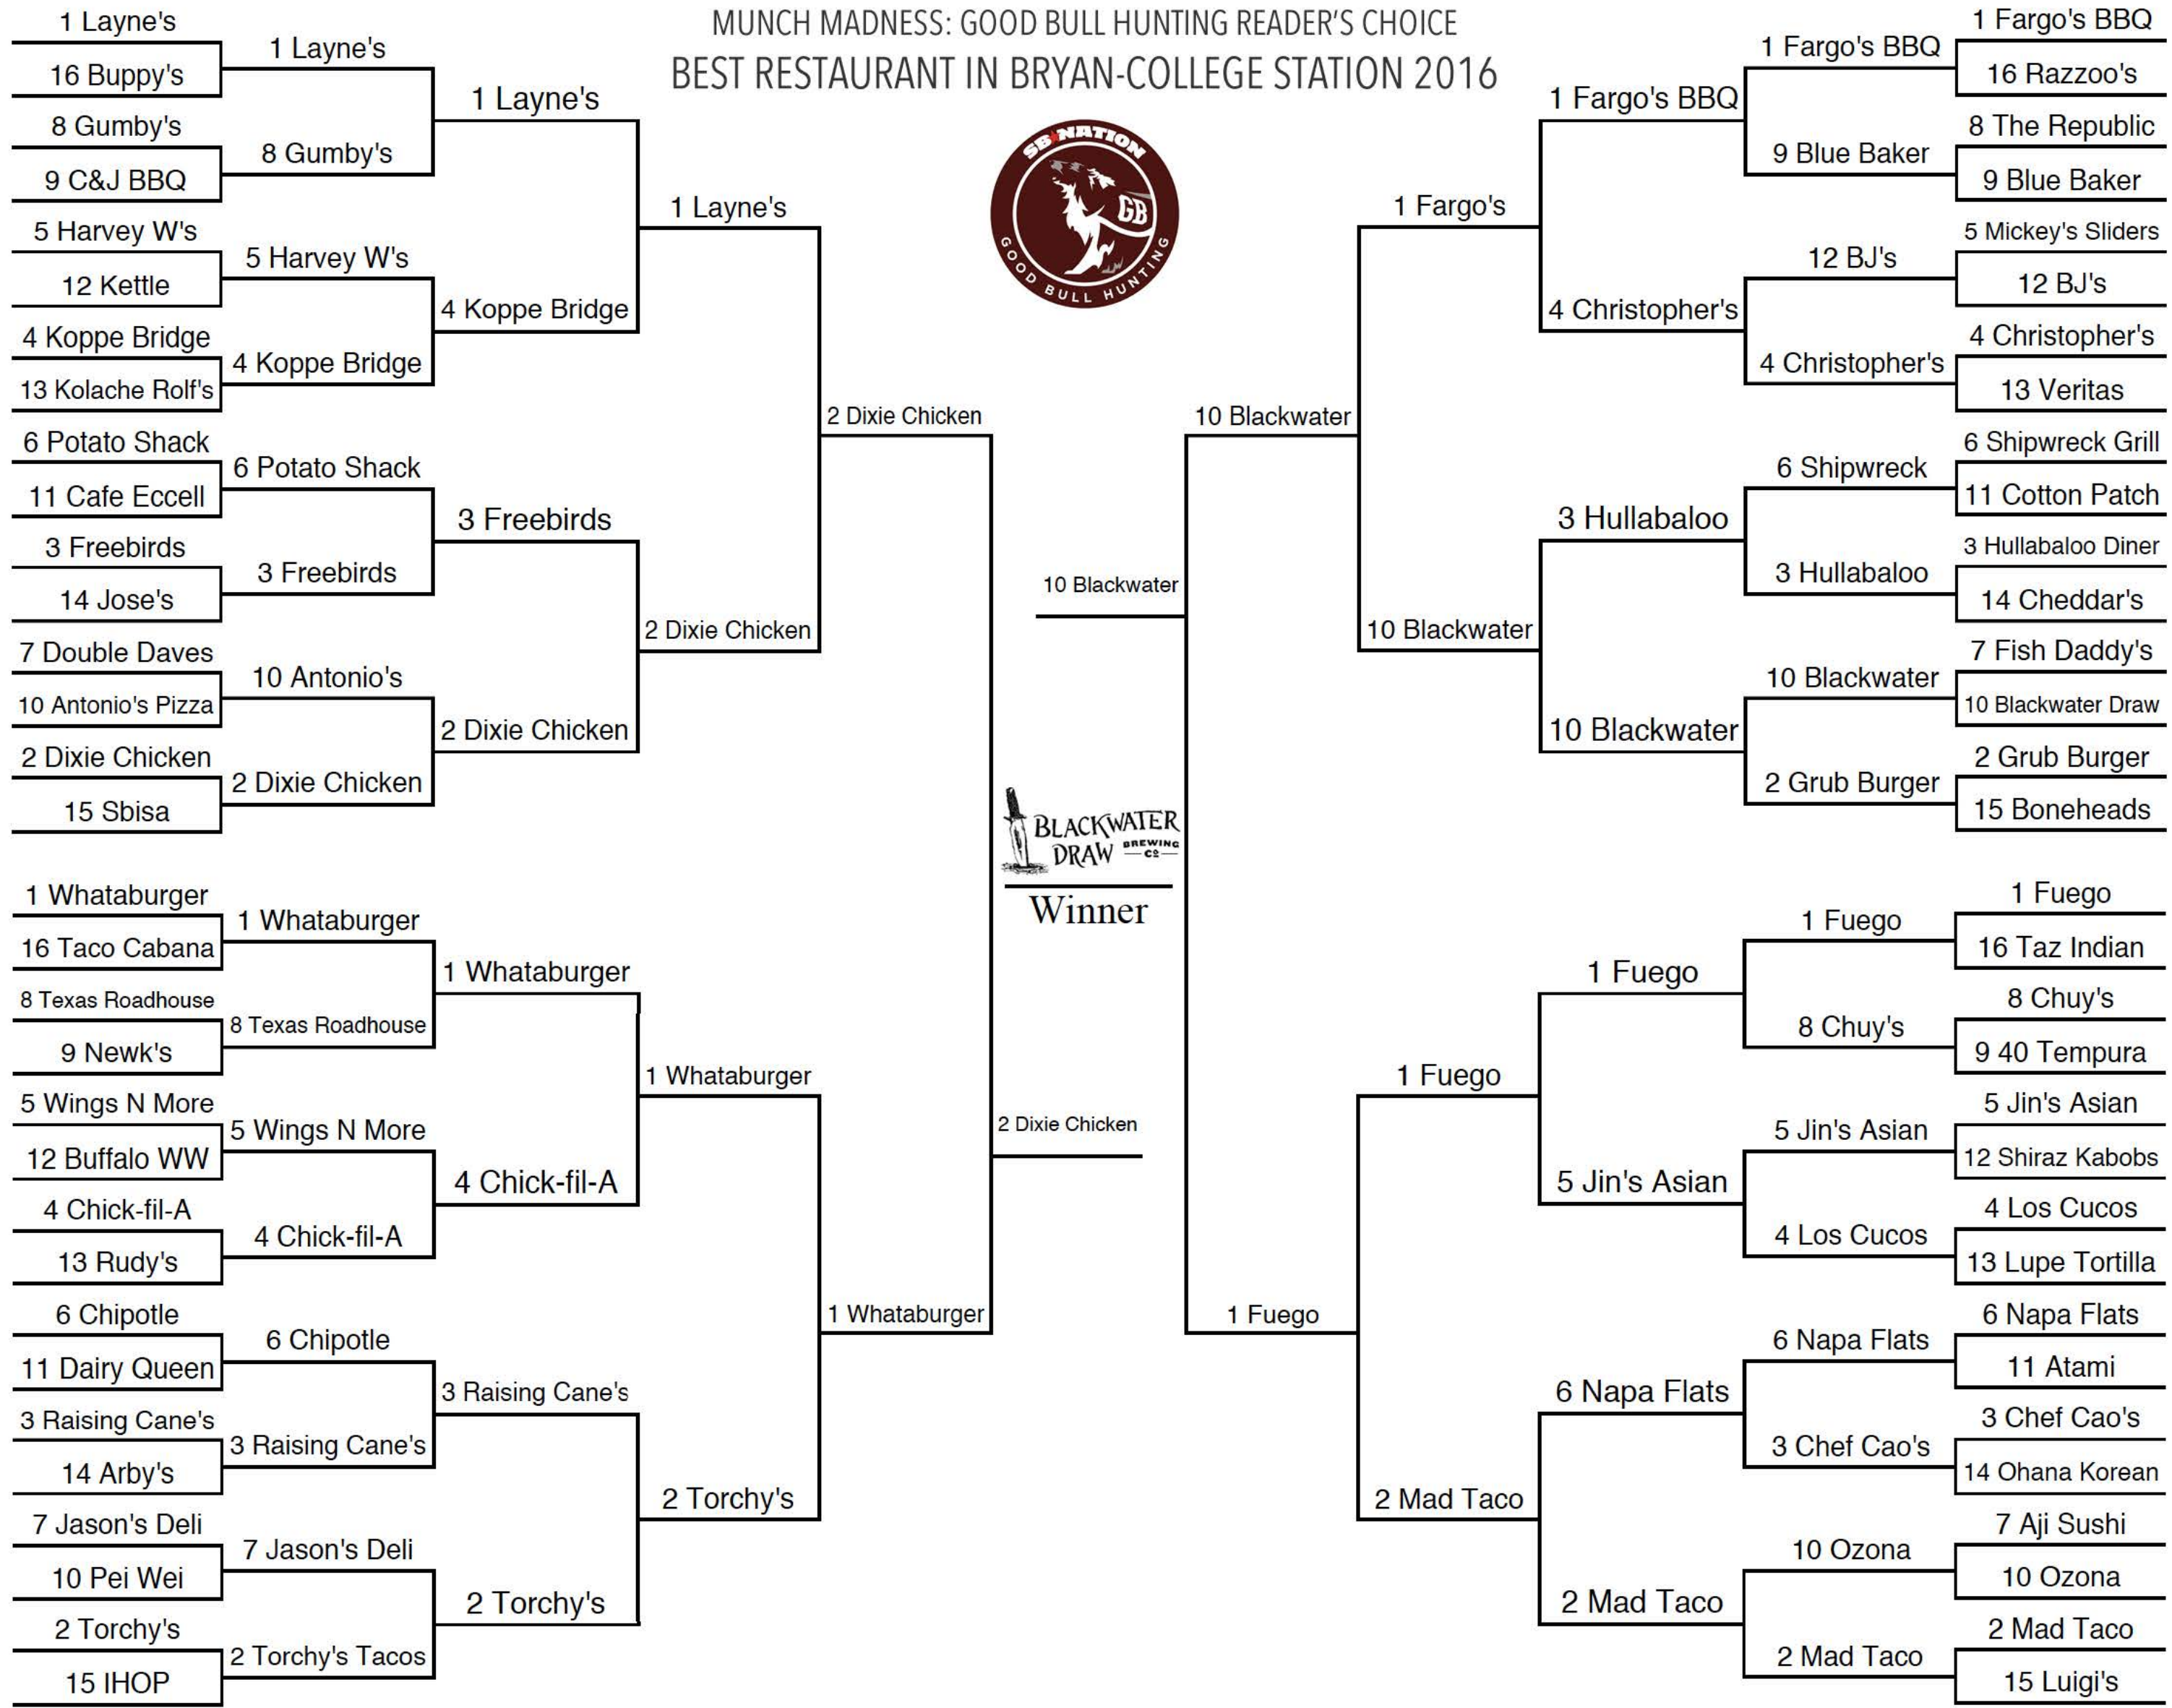 MUNCH MADNESS: GOOD BULL HUNTING READER'S CHOICE
BEST RESTAURANT IN BRYAN-COLLEGE STATION 2016
SB NATION
GB
GOOD BULL HUNTING
1 Layne's
16 Buppy's
8 Gumby's
9 C&J BBQ
5 Harvey W's
12 Kettle
4 Koppe Bridge
13 Kolache Rolf's
6 Potato Shack
11 Cafe Eccell
3 Freebirds
14 Jose's
7 Double Daves
10 Antonio's Pizza
2 Dixie Chicken
15 Sbisa
1 Layne's
8 Gumby's
5 Harvey W's
4 Koppe Bridge
6 Potato Shack
3 Freebirds
10 Antonio's
2 Dixie Chicken
1 Layne's
4 Koppe Bridge
3 Freebirds
2 Dixie Chicken
1 Layne's
2 Dixie Chicken
2 Dixie Chicken
1 Whataburger
16 Taco Cabana
8 Texas Roadhouse
9 Newk's
5 Wings N More
12 Buffalo WW
4 Chick-fil-A
13 Rudy's
6 Chipotle
11 Dairy Queen
3 Raising Cane's
14 Arby's
7 Jason's Deli
10 Pei Wei
2 Torchy's
15 IHOP
1 Whataburger
8 Texas Roadhouse
5 Wings N More
4 Chick-fil-A
6 Chipotle
3 Raising Cane's
7 Jason's Deli
2 Torchy's Tacos
1 Whataburger
4 Chick-fil-A
3 Raising Cane's
2 Torchy's
1 Whataburger
2 Torchy's
1 Whataburger
2 Dixie Chicken
10 Blackwater
BLACKWATER
DRAW BREWING
CO
Winner
10 Blackwater
1 Fargo's
10 Blackwater
1 Fargo's BBQ
4 Christopher's
3 Hullabaloo
10 Blackwater
1 Fargo's BBQ
9 Blue Baker
12 BJ's
4 Christopher's
6 Shipwreck
3 Hullabaloo
10 Blackwater
2 Grub Burger
1 Fargo's BBQ
16 Razzoo's
8 The Republic
9 Blue Baker
5 Mickey's Sliders
12 BJ's
4 Christopher's
13 Veritas
6 Shipwreck Grill
11 Cotton Patch
3 Hullabaloo Diner
14 Cheddar's
7 Fish Daddy's
10 Blackwater Draw
2 Grub Burger
15 Boneheads
1 Fuego
1 Fuego
2 Mad Taco
1 Fuego
5 Jin's Asian
6 Napa Flats
2 Mad Taco
1 Fuego
8 Chuy's
5 Jin's Asian
4 Los Cucos
6 Napa Flats
3 Chef Cao's
10 Ozona
2 Mad Taco
1 Fuego
16 Taz Indian
8 Chuy's
9 40 Tempura
5 Jin's Asian
12 Shiraz Kabobs
4 Los Cucos
13 Lupe Tortilla
6 Napa Flats
11 Atami
3 Chef Cao's
14 Ohana Korean
7 Aji Sushi
10 Ozona
2 Mad Taco
15 Luigi's